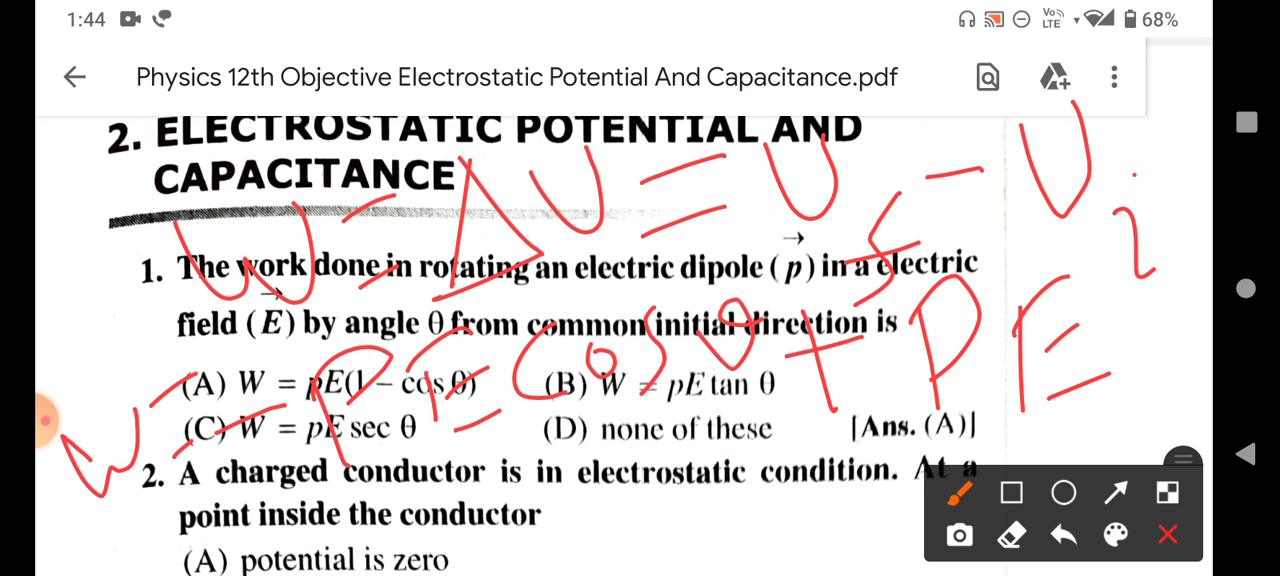 1:44 Vo)) LTE 68%
Physics 12th Objective Electrostatic Potential And Capacitance.pdf
2. ELECTROSTATIC POTENTIAL AND
CAPACITANCE
W = ΔU = U_f - U_i
1. The work done in rotating an electric dipole (p⃗) in a electric
field (E⃗) by angle θ from common initial direction is
W = -PE cos θ + PE
(A) W = pE(1 – cos θ) (B) W = pE tan θ
(C) W = pE sec θ (D) none of these [Ans. (A)]
2. A charged conductor is in electrostatic condition. At a
point inside the conductor
(A) potential is zero